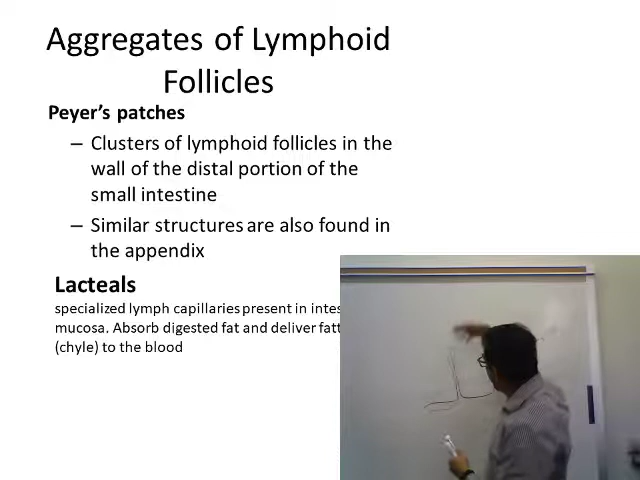 Aggregates of Lymphoid
Follicles
Peyer's patches
– Clusters of lymphoid follicles in the
wall of the distal portion of the
small intestine
– Similar structures are also found in
the appendix
Lacteals
specialized lymph capillaries present in
mucosa. Absorb digested fat and deliver
(chyle) to the blood